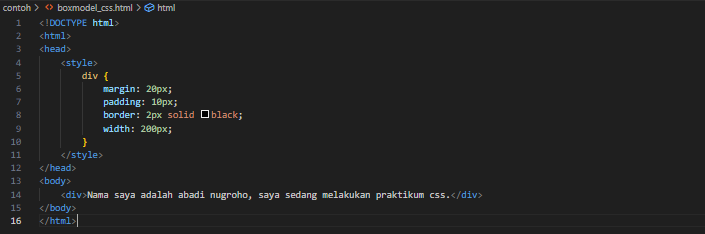 contoh > boxmodel_css.html > html
1 <!DOCTYPE html>
2 <html>
3 <head>
4     <style>
5         div {
6             margin: 20px;
7             padding: 10px;
8             border: 2px solid black;
9             width: 200px;
10         }
11     </style>
12 </head>
13 <body>
14     <div>Nama saya adalah abadi nugroho, saya sedang melakukan praktikum css.</div>
15 </body>
16 </html>